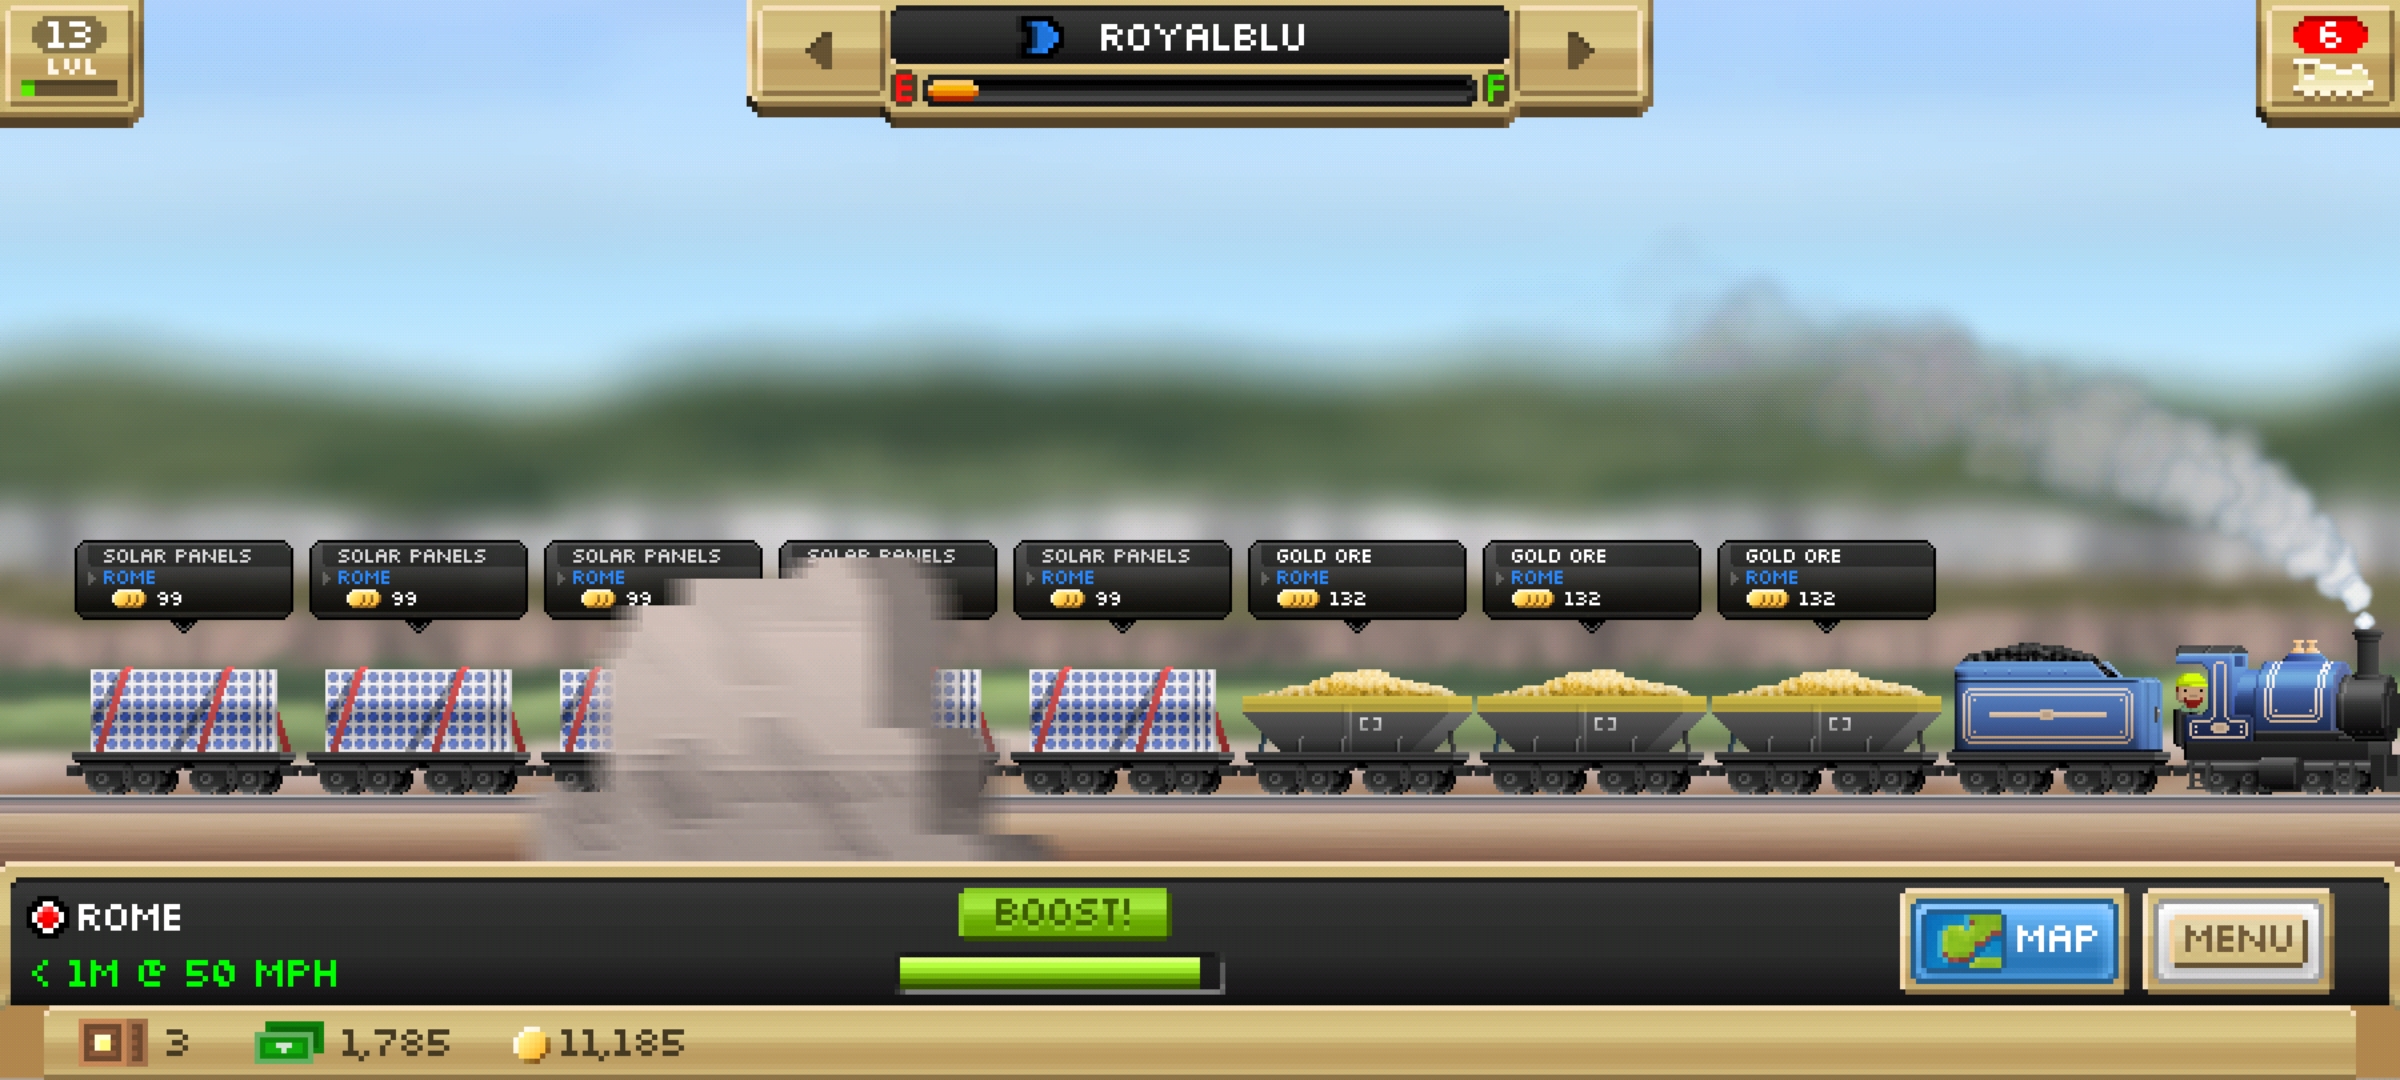 13
LVL
ROYALBLU
E F
6
SOLAR PANELS
ROME
99
SOLAR PANELS
ROME
99
SOLAR PANELS
ROME
99
SOLAR PANELS
SOLAR PANELS
ROME
99
GOLD ORE
ROME
132
GOLD ORE
ROME
132
GOLD ORE
ROME
132
ROME
< 1M @ 50 MPH
BOOST!
MAP
MENU
3
1,785
11,185